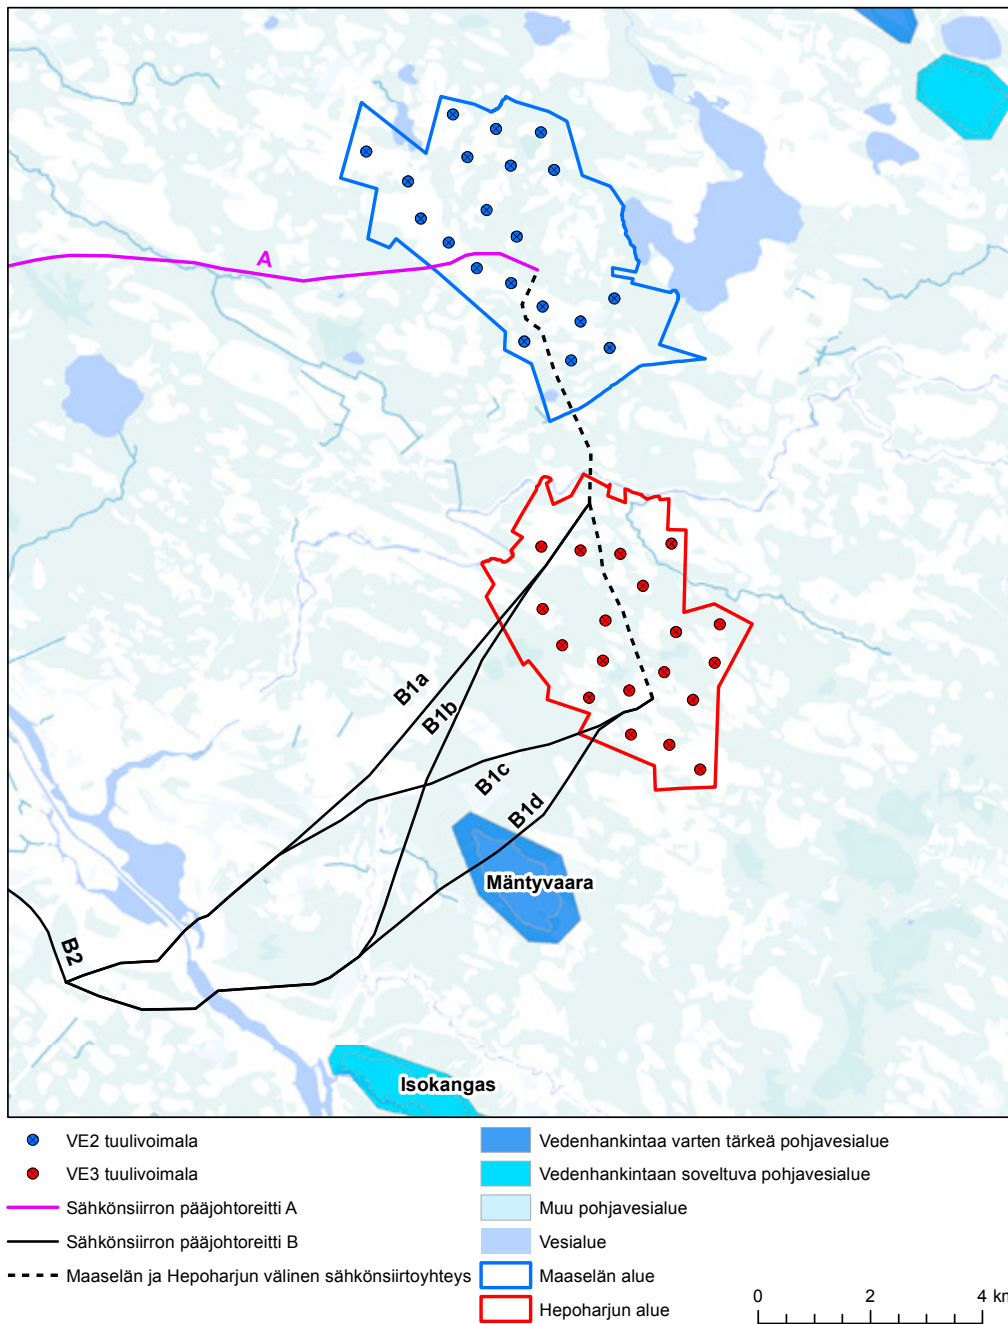 A
B1a
B1b
B1c
B1d
Mäntyvaara
B2
Isokangas
VE2 tuulivoimala
VE3 tuulivoimala
Sähkönsiirron pääjohtoreitti A
Sähkönsiirron pääjohtoreitti B
Maaselän ja Hepoharjun välinen sähkönsiirtoyhteys
Vedenhankintaa varten tärkeä pohjavesialue
Vedenhankintaan soveltuva pohjavesialue
Muu pohjavesialue
Vesialue
Maaselän alue
Hepoharjun alue
0 2 4 km